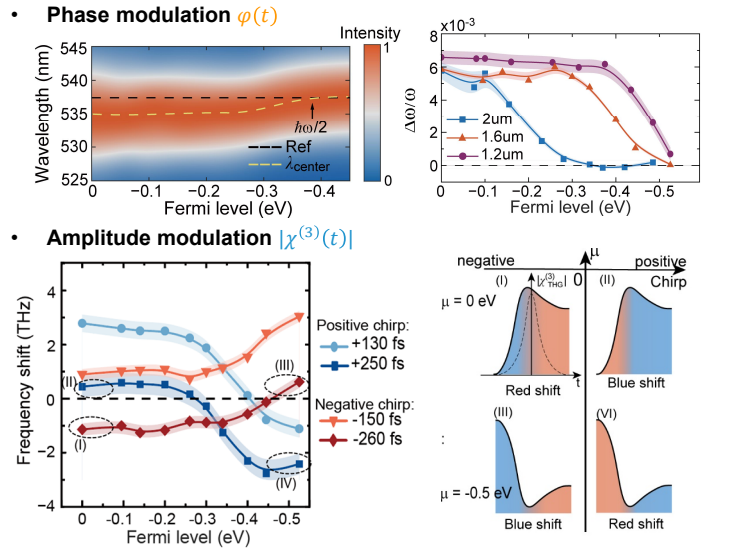 • Phase modulation φ(t)
Intensity
1
0
545
540
535
530
525
Wavelength (nm)
ħω/2
Ref
λcenter
0 −0.1 −0.2 −0.3 −0.4
Fermi level (eV)
×10⁻³
8
6
4
2
0
Δω/ω
2um
1.6um
1.2um
0 −0.1 −0.2 −0.3 −0.4 −0.5
Fermi level (eV)
• Amplitude modulation |χ⁽³⁾(t)|
4
2
0
−2
−4
Frequency shift (THz)
(II)
(I)
(III)
(IV)
0 -0.1 -0.2 -0.3 -0.4 -0.5
Fermi level (eV)
Positive chirp:
+130 fs
+250 fs
Negative chirp:
-150 fs
-260 fs
negative
μ
positive
0
Chirp
(I)
|χ⁽³⁾THG|
(II)
μ = 0 eV
Red shift
t
Blue shift
(III)
(VI)
:
μ = -0.5 eV
Blue shift
Red shift